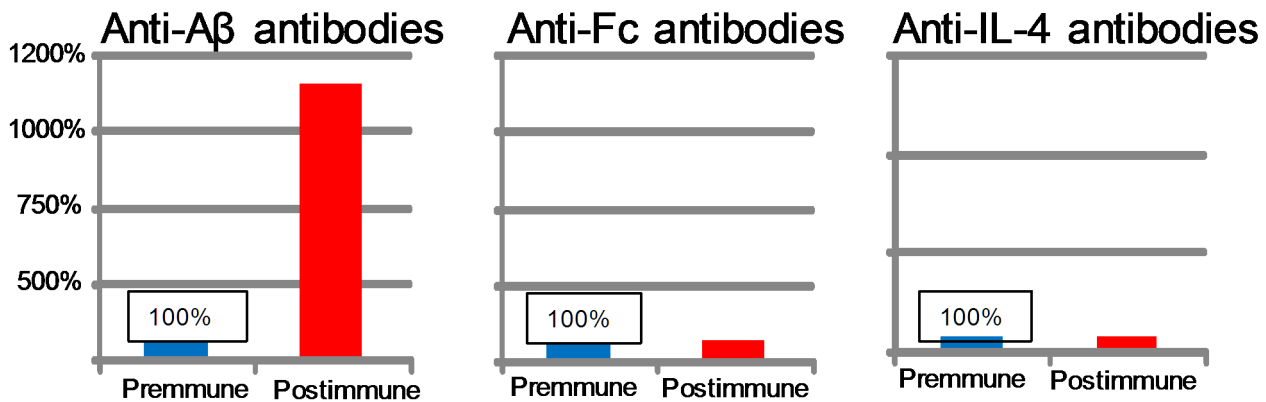 Anti-Aβ antibodies
1200%
1000%
750%
500%
100%
Premmune Postimmune
Anti-Fc antibodies
100%
Premmune Postimmune
Anti-IL-4 antibodies
100%
Premmune Postimmune